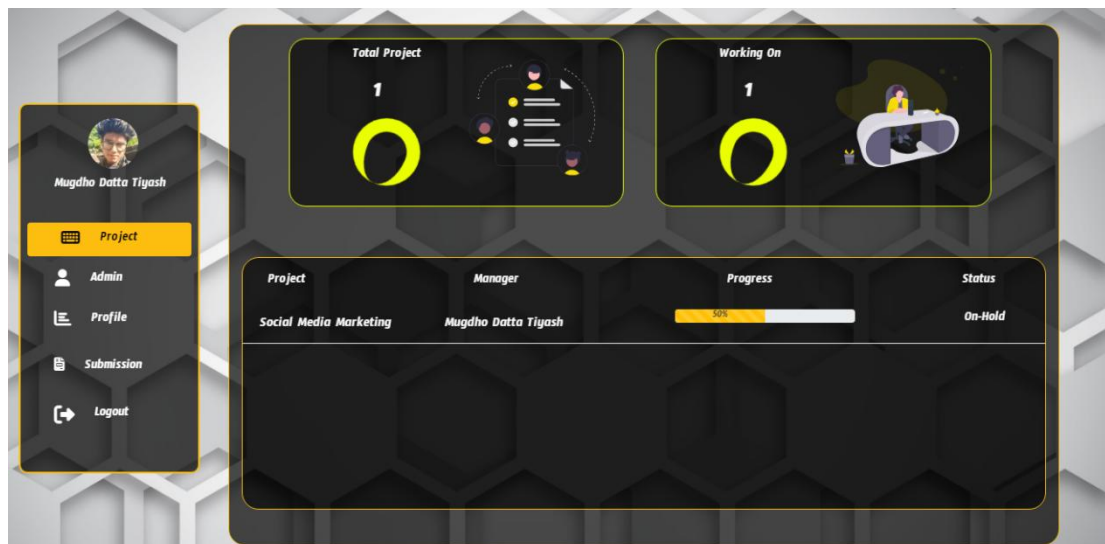 Mugdho Datta Tiyash
Project
Admin
Profile
Submission
Logout
Total Project
1
Working On
1
Project Manager Progress Status
Social Media Marketing Mugdho Datta Tiyash 50% On-Hold